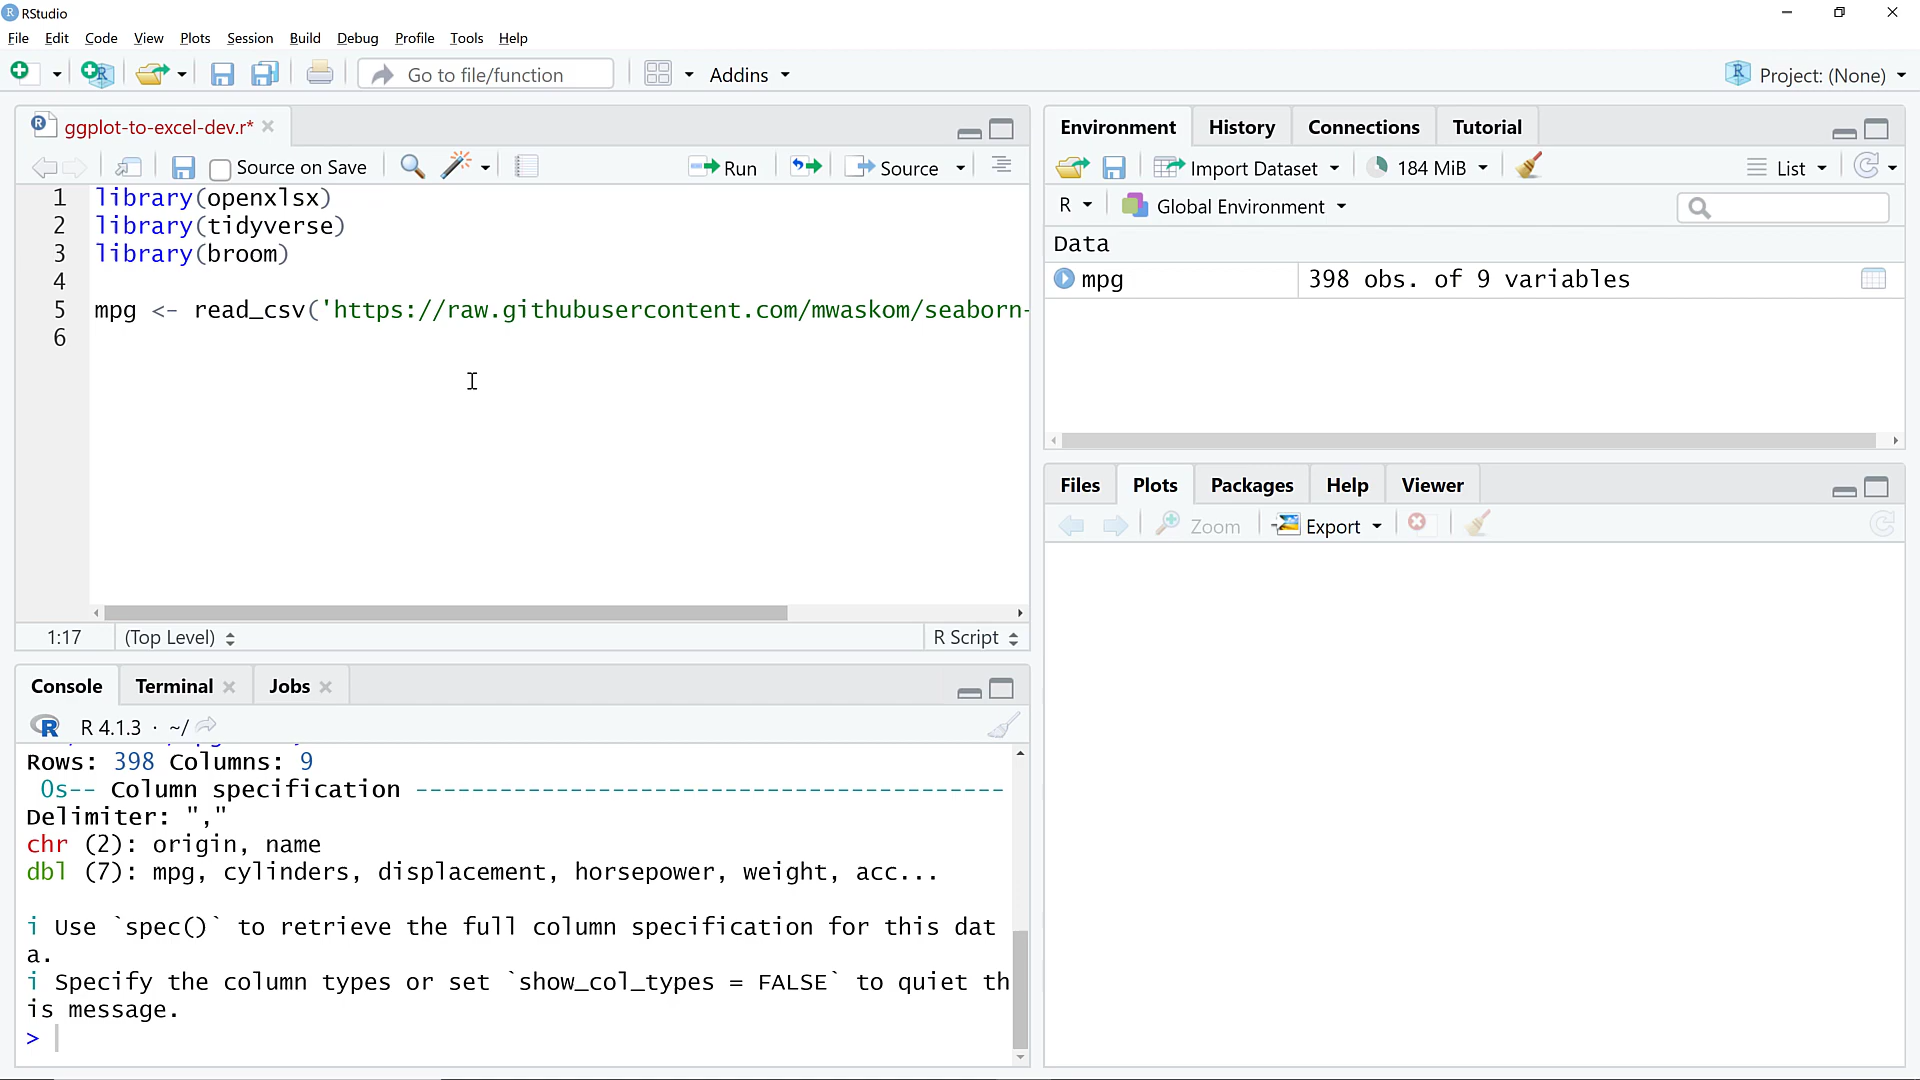 RStudio
File Edit Code View Plots Session Build Debug Profile Tools Help
Go to file/function Addins Project: (None)
ggplot-to-excel-dev.r*
Source on Save Run Source
1 library(openxlsx)
2 library(tidyverse)
3 library(broom)
4
5 mpg <- read_csv('https://raw.githubusercontent.com/mwaskom/seaborn-
6
1:17 (Top Level) R Script
Console Terminal Jobs
R 4.1.3 · ~/
Rows: 398 Columns: 9
0s-- Column specification ------------------------------------------
Delimiter: ","
chr (2): origin, name
dbl (7): mpg, cylinders, displacement, horsepower, weight, acc...
i Use `spec()` to retrieve the full column specification for this dat
a.
i Specify the column types or set `show_col_types = FALSE` to quiet th
is message.
>
Environment History Connections Tutorial
Import Dataset 184 MiB List
R Global Environment
Data
mpg 398 obs. of 9 variables
Files Plots Packages Help Viewer
Zoom Export